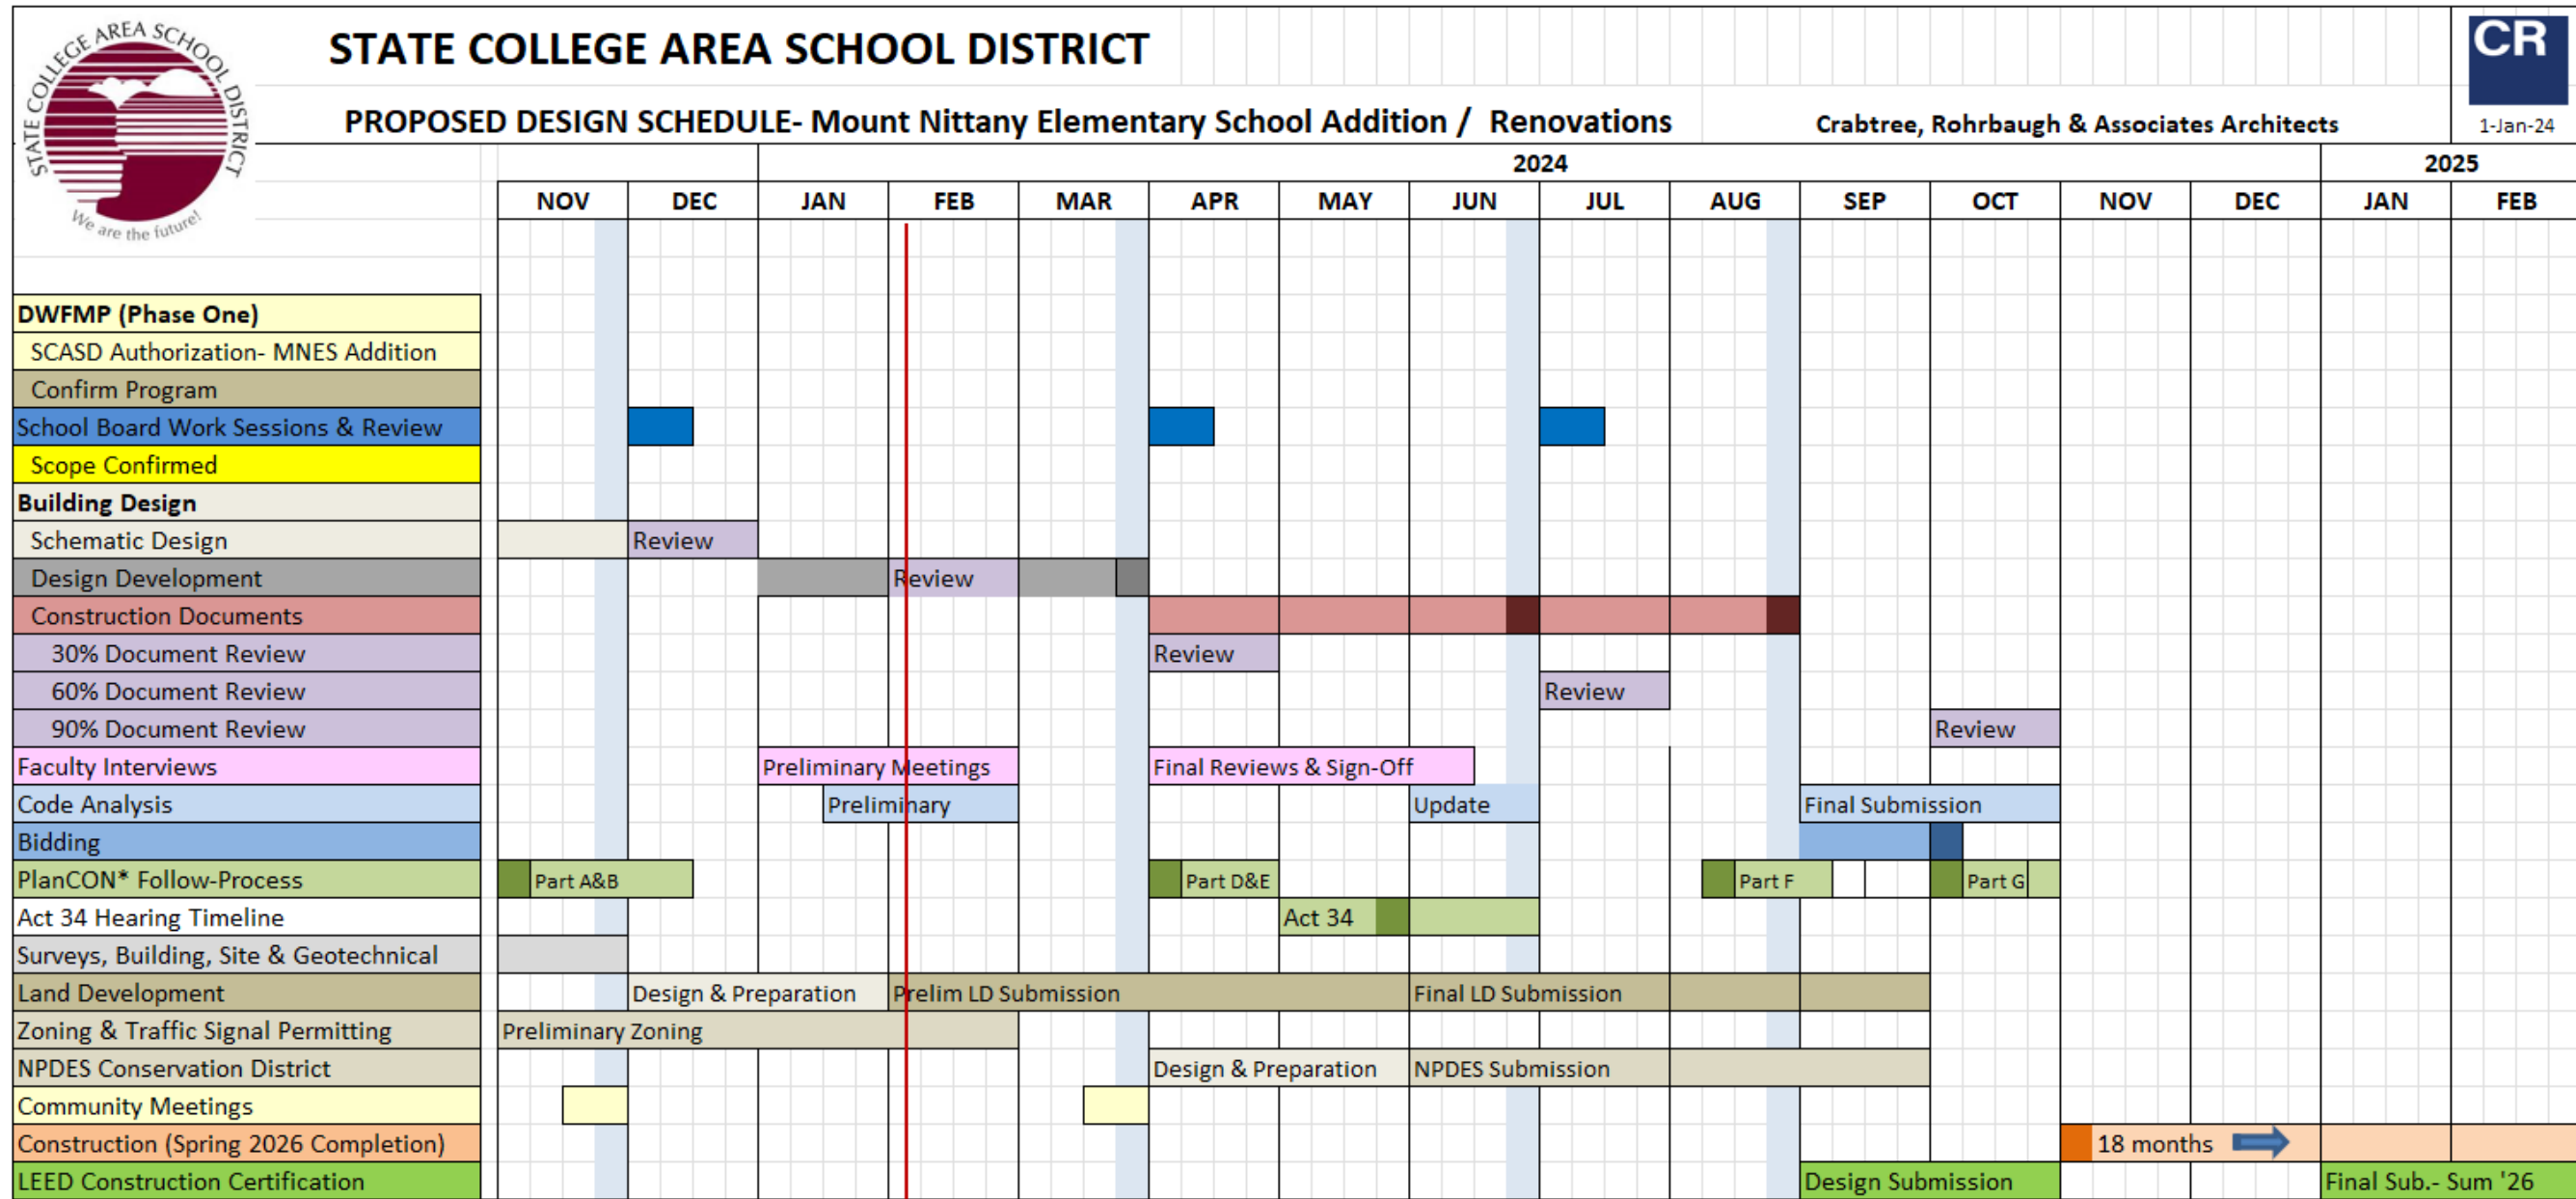 STATE COLLEGE AREA SCHOOL DISTRICT
We are the future!
STATE COLLEGE AREA SCHOOL DISTRICT
CR
PROPOSED DESIGN SCHEDULE- Mount Nittany Elementary School Addition / Renovations
Crabtree, Rohrbaugh & Associates Architects
1-Jan-24
2024 2025
NOV DEC JAN FEB MAR APR MAY JUN JUL AUG SEP OCT NOV DEC JAN FEB
DWFMP (Phase One)
SCASD Authorization- MNES Addition
Confirm Program
School Board Work Sessions & Review
Scope Confirmed
Building Design
Schematic Design Review
Design Development Review
Construction Documents
30% Document Review Review
60% Document Review Review
90% Document Review Review
Faculty Interviews Preliminary Meetings Final Reviews & Sign-Off
Code Analysis Preliminary Update Final Submission
Bidding
PlanCON* Follow-Process Part A&B Part D&E Part F Part G
Act 34 Hearing Timeline Act 34
Surveys, Building, Site & Geotechnical
Land Development Design & Preparation Prelim LD Submission Final LD Submission
Zoning & Traffic Signal Permitting Preliminary Zoning
NPDES Conservation District Design & Preparation NPDES Submission
Community Meetings
Construction (Spring 2026 Completion) 18 months
LEED Construction Certification Design Submission Final Sub.- Sum '26